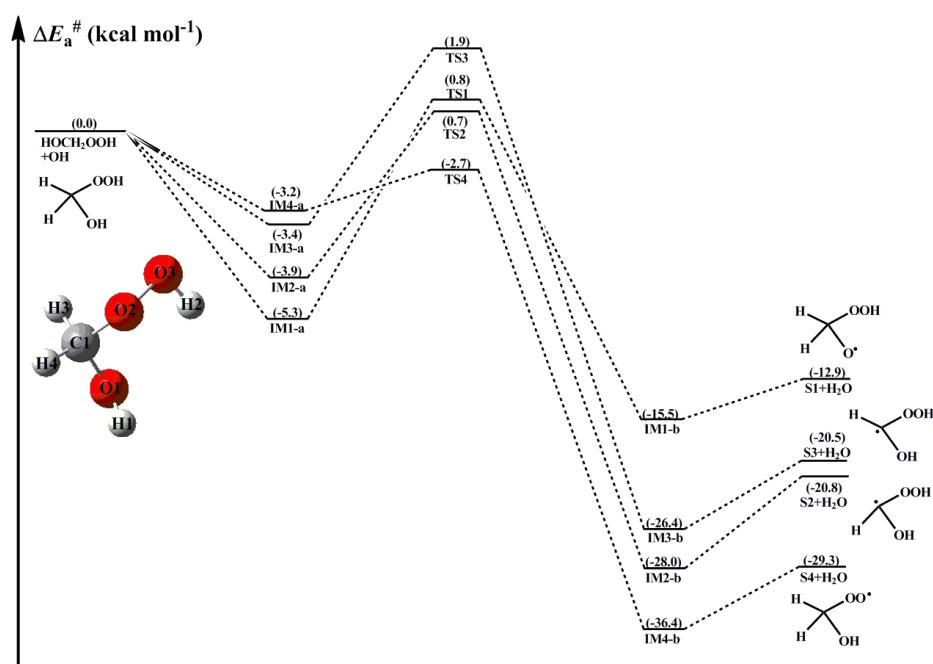 ΔEa# (kcal mol-1)
(0.0)
HOCH2OOH
+OH
H
OOH
H
OH
O3
H3
O2
H2
C1
H4
O1
H1
(-3.2)
IM4-a
(-3.4)
IM3-a
(-3.9)
IM2-a
(-5.3)
IM1-a
(1.9)
TS3
(0.8)
TS1
(0.7)
TS2
(-2.7)
TS4
(-15.5)
IM1-b
(-26.4)
IM3-b
(-28.0)
IM2-b
(-36.4)
IM4-b
H
OOH
H
O•
(-12.9)
S1+H2O
H
OOH
•
OH
(-20.5)
S3+H2O
(-20.8)
S2+H2O
•
OOH
H
OH
(-29.3)
S4+H2O
H
OO•
H
OH